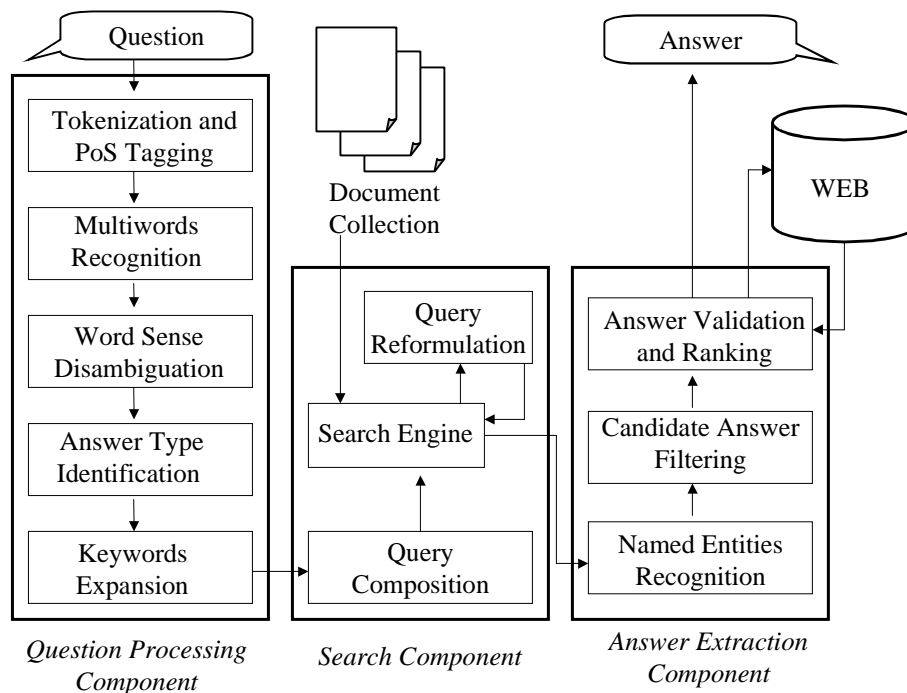 Question
Tokenization and
PoS Tagging
Multiwords
Recognition
Word Sense
Disambiguation
Answer Type
Identification
Keywords
Expansion
Question Processing
Component
Document
Collection
Query
Reformulation
Search Engine
Query
Composition
Search Component
Answer
WEB
Answer Validation
and Ranking
Candidate Answer
Filtering
Named Entities
Recognition
Answer Extraction
Component